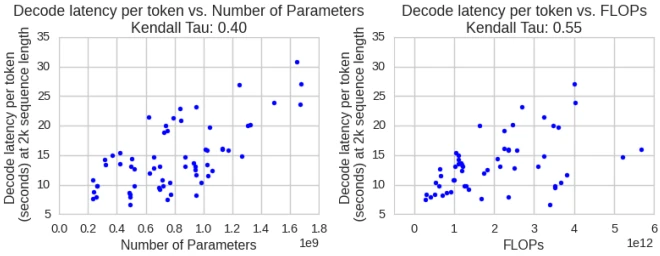 Decode latency per token vs. Number of Parameters
Kendall Tau: 0.40
Decode latency per token
(seconds) at 2k sequence length
35
30
25
20
15
10
5
0.0 0.2 0.4 0.6 0.8 1.0 1.2 1.4 1.6 1.8
Number of Parameters
1e9
Decode latency per token vs. FLOPs
Kendall Tau: 0.55
Decode latency per token
(seconds) at 2k sequence length
35
30
25
20
15
10
5
0 1 2 3 4 5 6
FLOPs
1e12